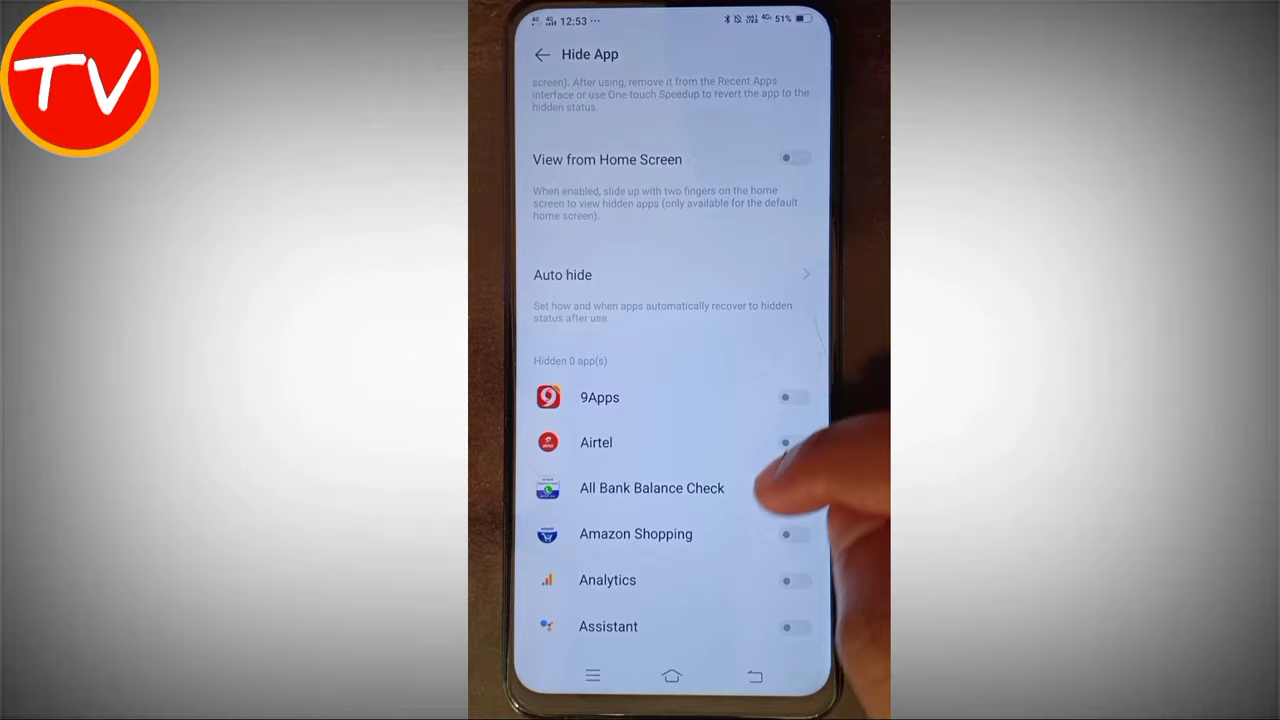 TV
12:53 ...
51%
Hide App
screen). After using, remove it from the Recent Apps
interface or use One-touch Speedup to revert the app to the
hidden status.
View from Home Screen
When enabled, slide up with two fingers on the home
screen to view hidden apps (only available for the default
home screen).
Auto hide
Set how and when apps automatically recover to hidden
status after use
Hidden 0 app(s)
9Apps
Airtel
All Bank Balance Check
Amazon Shopping
Analytics
Assistant